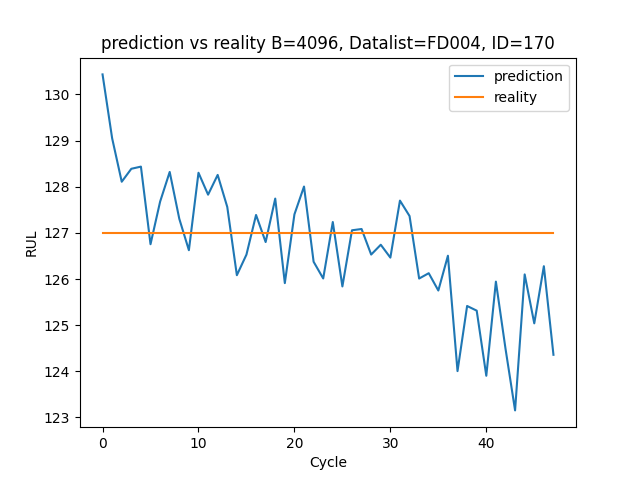 prediction vs reality B=4096, Datalist=FD004, ID=170
prediction
reality
RUL
130
129
128
127
126
125
124
123
0 10 20 30 40
Cycle